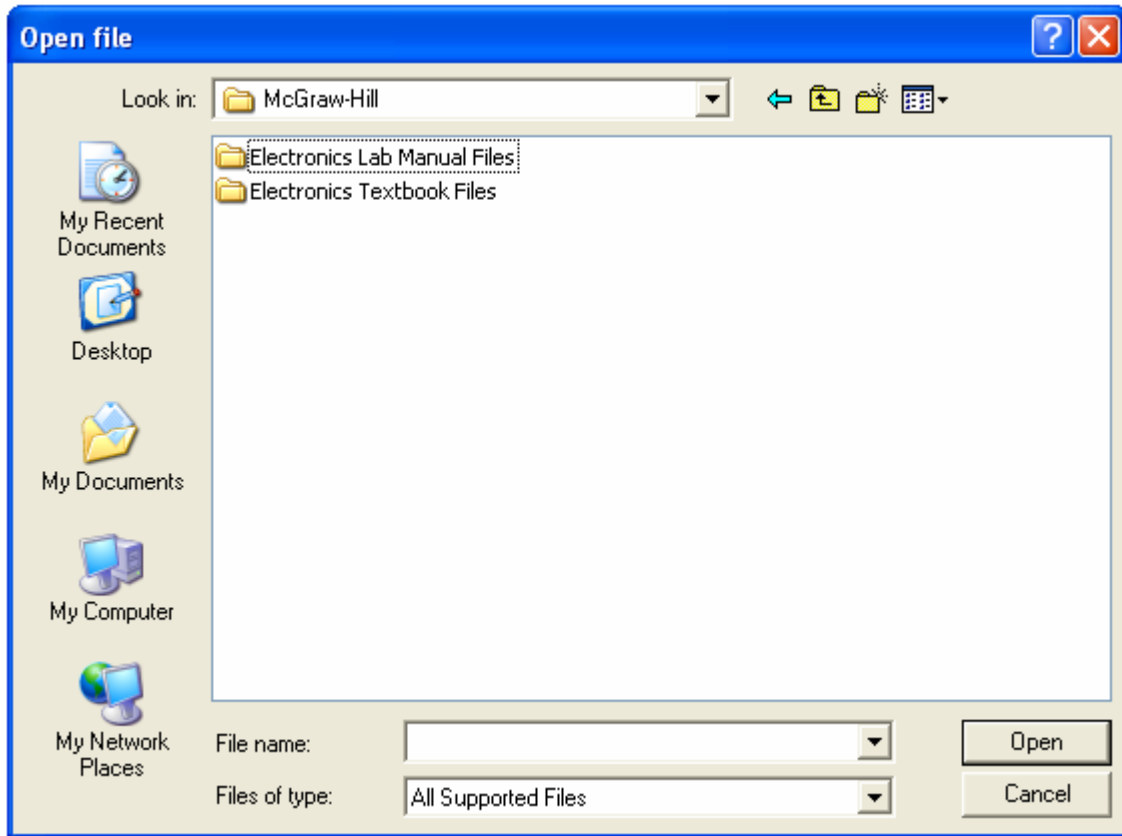 Open file
Look in:
McGraw-Hill
Electronics Lab Manual Files
Electronics Textbook Files
My Recent
Documents
Desktop
My Documents
My Computer
My Network
Places
File name:
Open
Files of type:
All Supported Files
Cancel